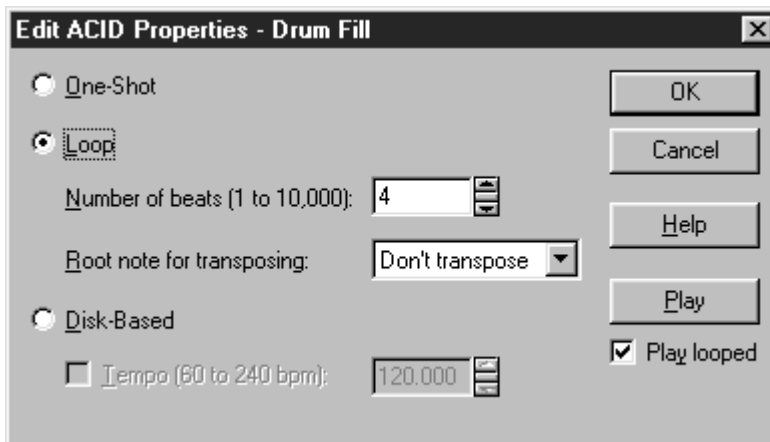 Edit ACID Properties - Drum Fill
One-Shot
OK
Loop
Cancel
Number of beats (1 to 10,000): 4
Help
Root note for transposing: Don't transpose
Disk-Based
Play
Tempo (60 to 240 bpm): 120.000
Play looped